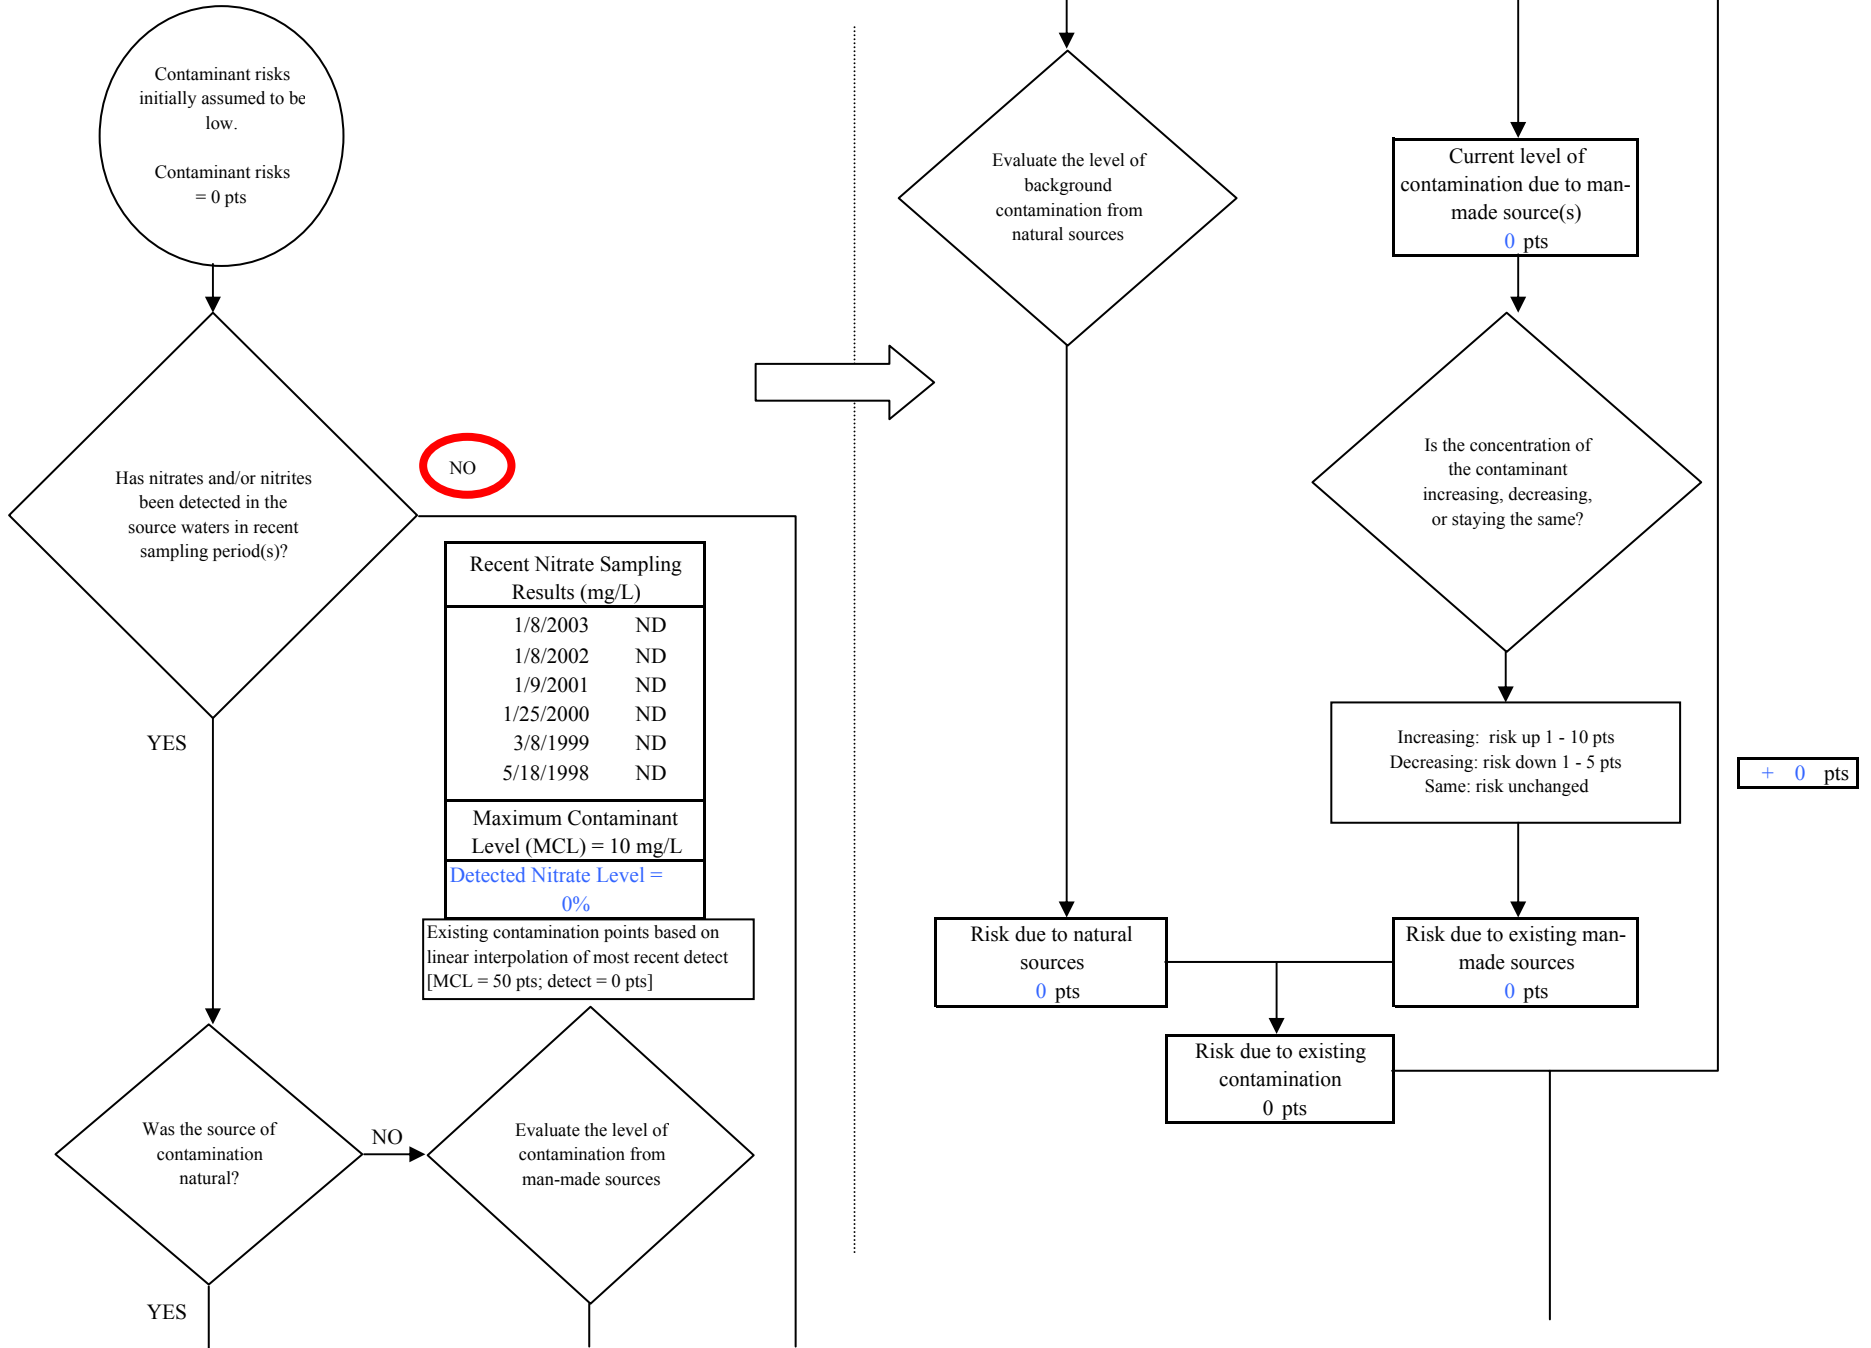 Contaminant risks
initially assumed to be
low.
Contaminant risks
= 0 pts
Has nitrates and/or nitrites
been detected in the
source waters in recent
sampling period(s)?
NO
YES
Recent Nitrate Sampling
Results (mg/L)
1/8/2003 ND
1/8/2002 ND
1/9/2001 ND
1/25/2000 ND
3/8/1999 ND
5/18/1998 ND
Maximum Contaminant
Level (MCL) = 10 mg/L
Detected Nitrate Level =
0%
Existing contamination points based on
linear interpolation of most recent detect
[MCL = 50 pts; detect = 0 pts]
Was the source of
contamination
natural?
NO
YES
Evaluate the level of
contamination from
man-made sources
Evaluate the level of
background
contamination from
natural sources
Current level of
contamination due to man-
made source(s)
0 pts
Is the concentration of
the contaminant
increasing, decreasing,
or staying the same?
Increasing: risk up 1 - 10 pts
Decreasing: risk down 1 - 5 pts
Same: risk unchanged
+ 0 pts
Risk due to natural
sources
0 pts
Risk due to existing man-
made sources
0 pts
Risk due to existing
contamination
0 pts